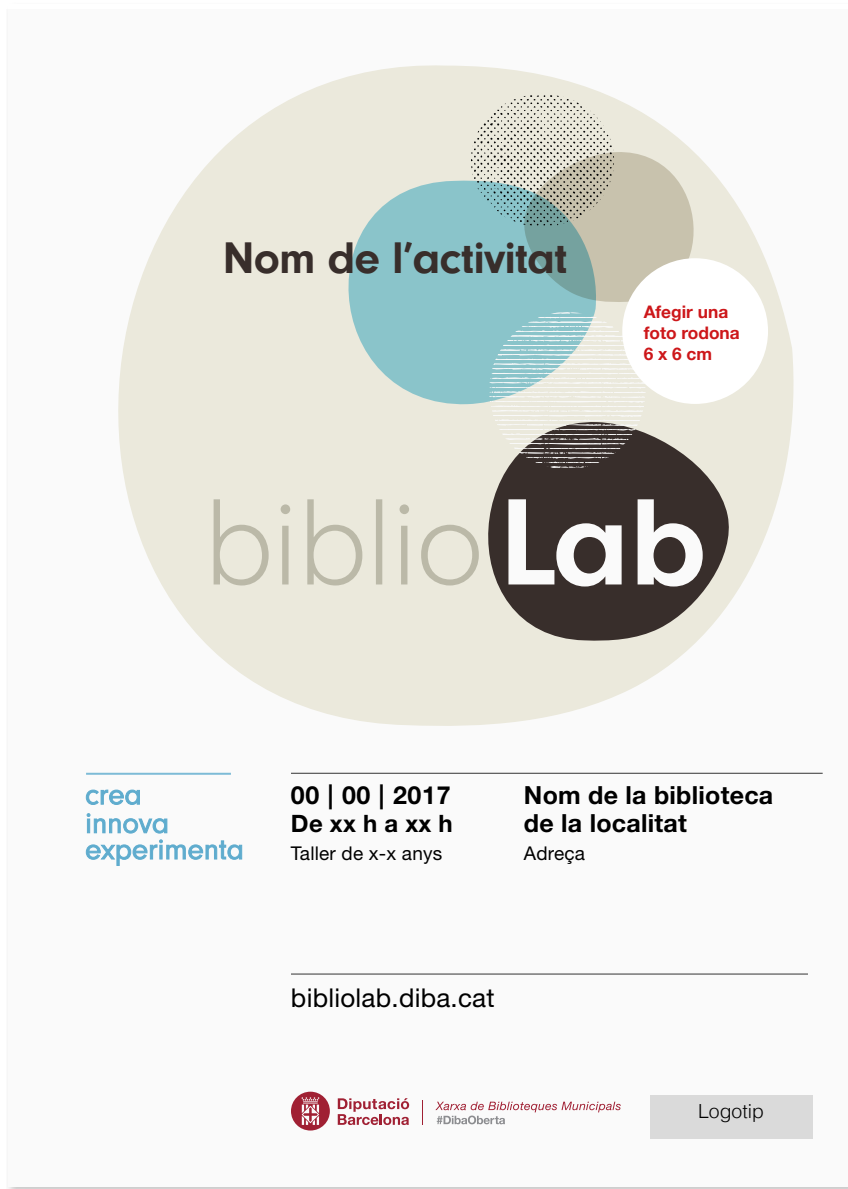 Nom de l’activitat
Afegir una
foto rodona
6 x 6 cm
biblioLab
crea
innova
experimenta
00 | 00 | 2017
De xx h a xx h
Taller de x-x anys
Nom de la biblioteca
de la localitat
Adreça
bibliolab.diba.cat
Diputació
Barcelona
Xarxa de Biblioteques Municipals
#DibaOberta
Logotip